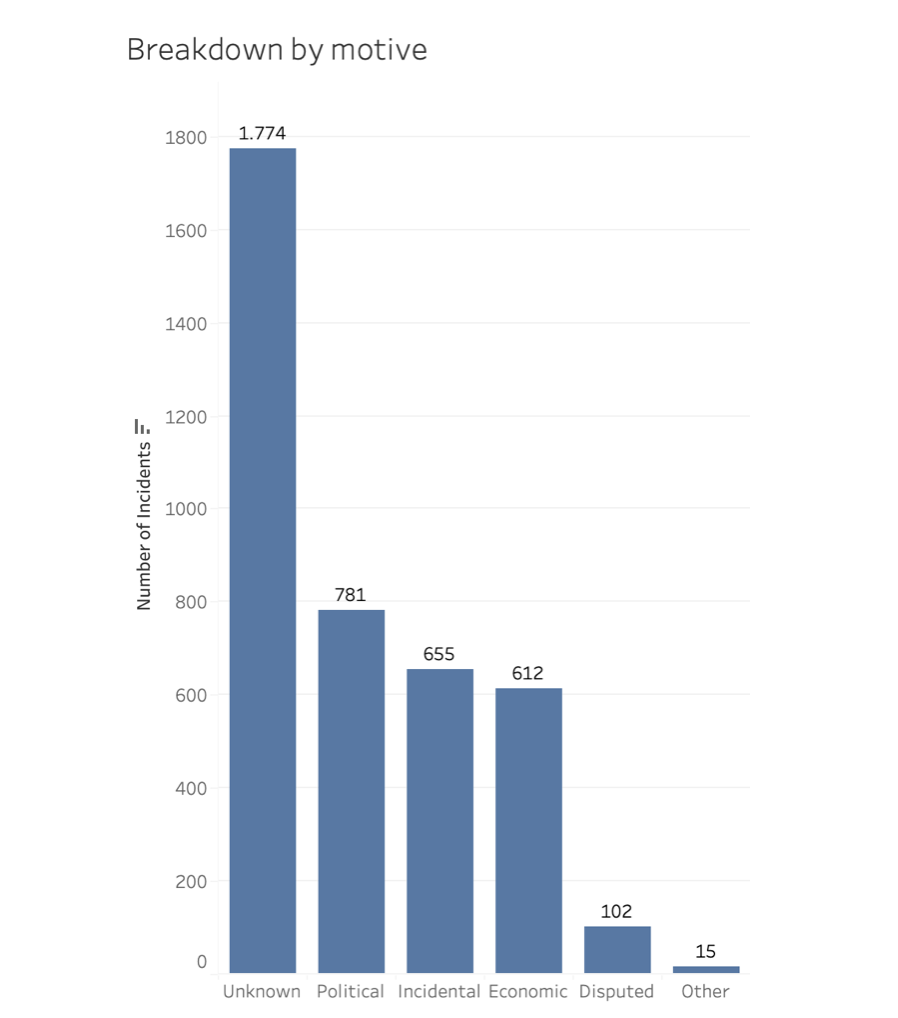 Breakdown by motive
1.774
1800
1600
1400
1200
1000
800
600
400
200
0
Number of Incidents
781
655
612
102
15
Unknown
Political
Incidental
Economic
Disputed
Other